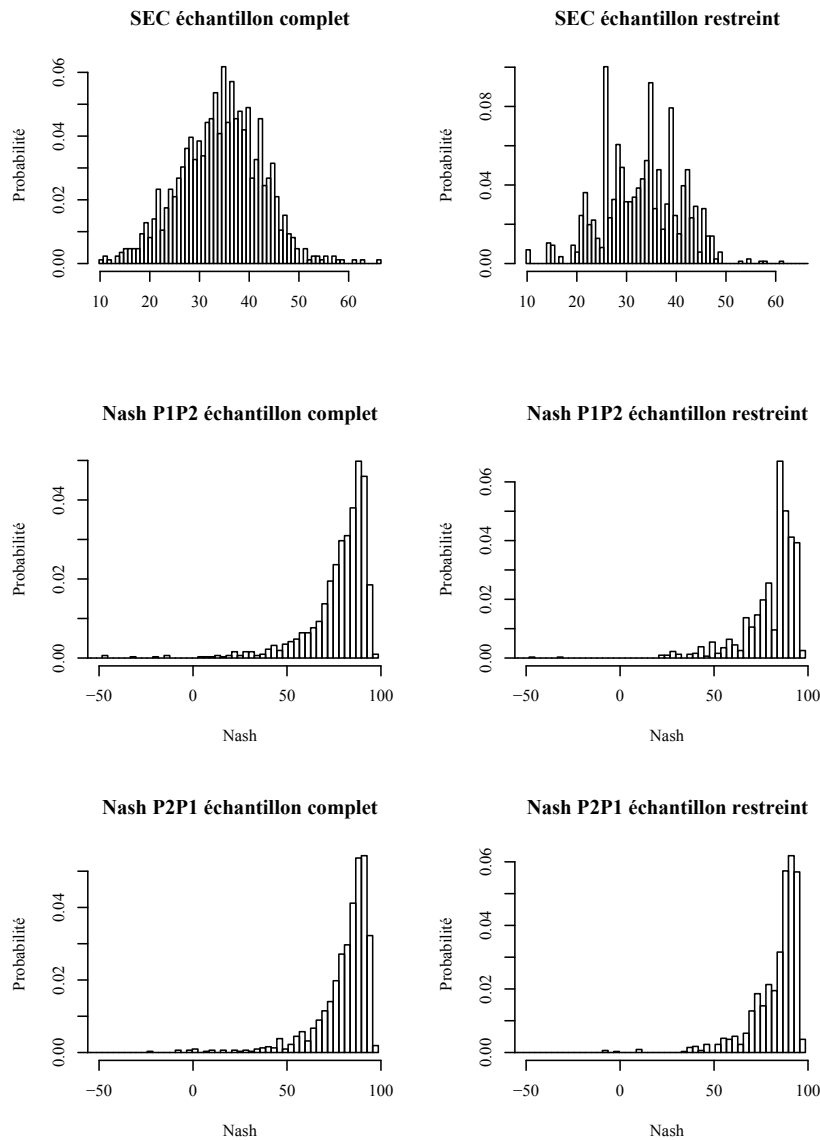 SEC échantillon complet
Probabilité
0.00
0.02
0.04
0.06
10 20 30 40 50 60
SEC échantillon restreint
Probabilité
0.00
0.04
0.08
10 20 30 40 50 60
Nash P1P2 échantillon complet
Probabilité
0.00
0.02
0.04
−50 0 50 100
Nash
Nash P1P2 échantillon restreint
Probabilité
0.00
0.02
0.04
0.06
−50 0 50 100
Nash
Nash P2P1 échantillon complet
Probabilité
0.00
0.02
0.04
−50 0 50 100
Nash
Nash P2P1 échantillon restreint
Probabilité
0.00
0.02
0.04
0.06
−50 0 50 100
Nash